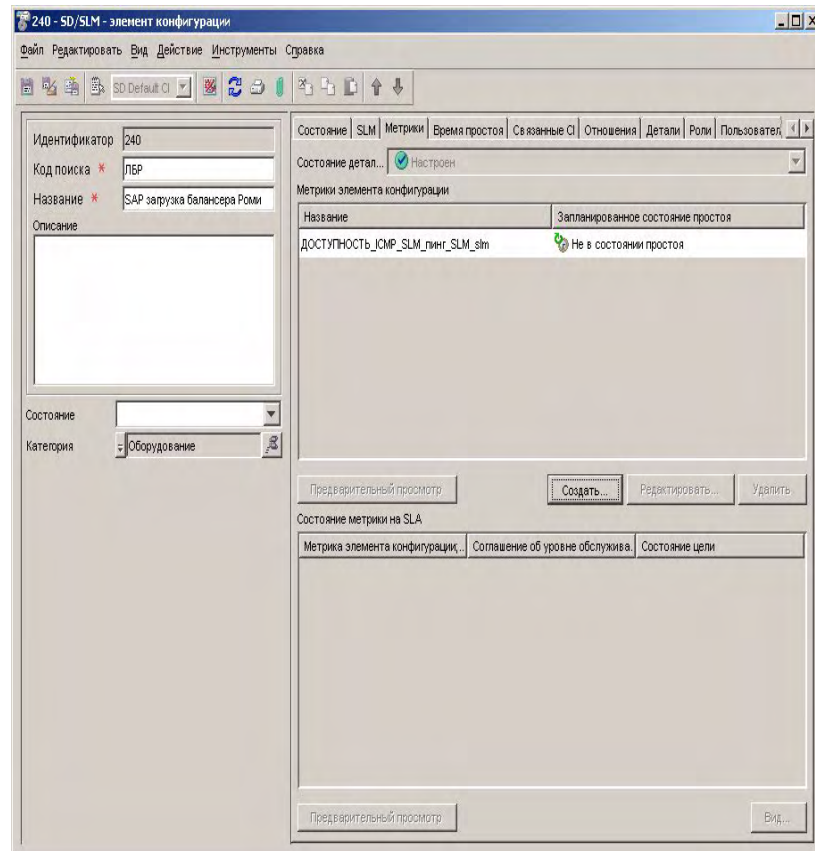 240 - SD/SLM - элемент конфигурации
Файл Редактировать Вид Действие Инструменты Справка
SD Default CI
Идентификатор 240
Код поиска * ЛБР
Название * SAP загрузка балансера Роми
Описание
Состояние
Категория Оборудование
Состояние SLM Метрики Время простоя Связанные CI Отношения Детали Роли Пользовател
Состояние детал... Настроен
Метрики элемента конфигурации
Название Запланированное состояние простоя
ДОСТУПНОСТЬ_ICMP_SLM_пинг_SLM_slm Не в состоянии простоя
Предварительный просмотр Создать... Редактировать... Удалить
Состояние метрики на SLA
Метрика элемента конфигурации;... Соглашение об уровне обслужива. Состояние цели
Предварительный просмотр Вид...